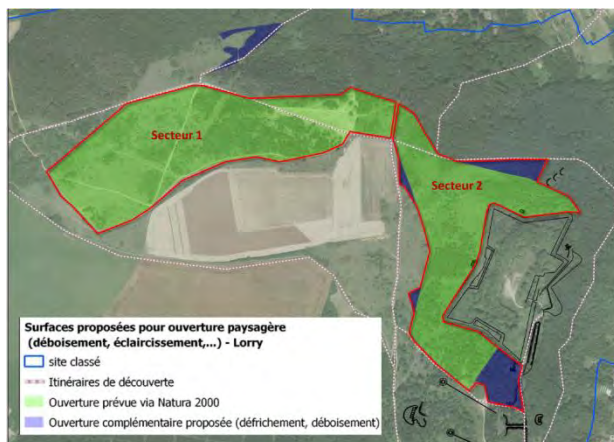 Secteur 1
Secteur 2
Surfaces proposées pour ouverture paysagère
(déboisement, éclaircissement,...) - Lorry
site classé
Itinéraires de découverte
Ouverture prévue via Natura 2000
Ouverture complémentaire proposée (défrichement, déboisement)